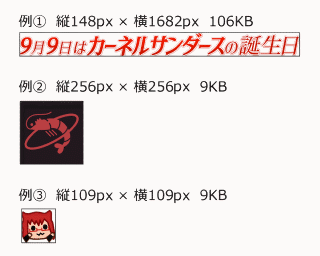 例① 縦148px × 横1682px 106KB
9月9日はカーネルサンダースの誕生日
例② 縦256px × 横256px 9KB
例③ 縦109px × 横109px 9KB